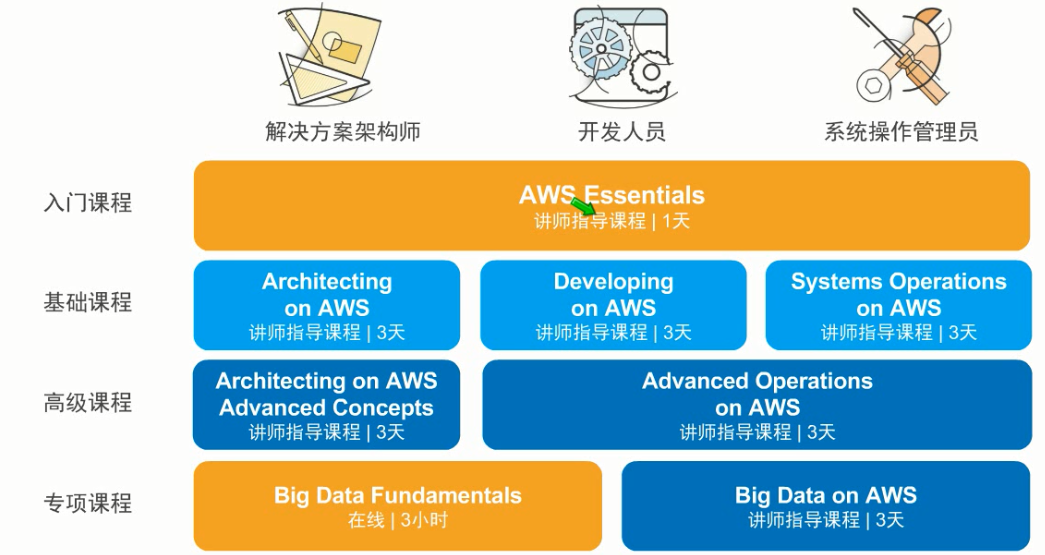 解决方案架构师
开发人员
系统操作管理员
入门课程
AWS Essentials
讲师指导课程 | 1天
基础课程
Architecting
on AWS
讲师指导课程 | 3天
Developing
on AWS
讲师指导课程 | 3天
Systems Operations
on AWS
讲师指导课程 | 3天
高级课程
Architecting on AWS
Advanced Concepts
讲师指导课程 | 3天
Advanced Operations
on AWS
讲师指导课程 | 3天
专项课程
Big Data Fundamentals
在线 | 3小时
Big Data on AWS
讲师指导课程 | 3天